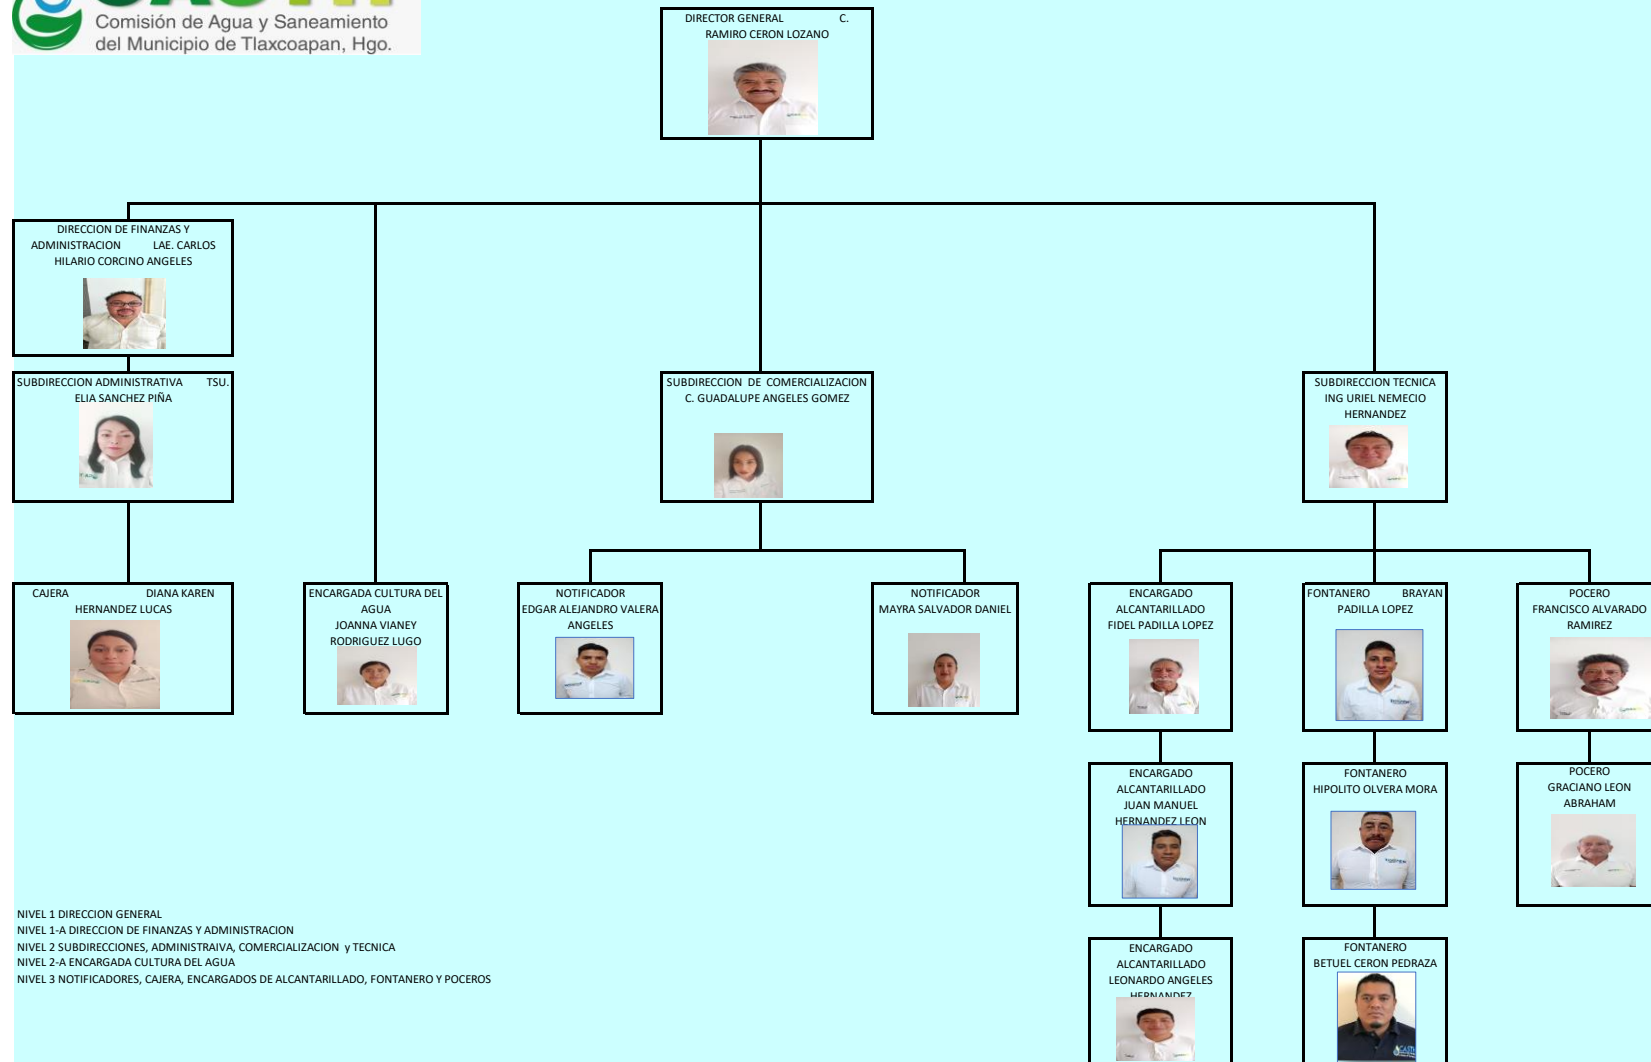 Comisión de Agua y Saneamiento
del Municipio de Tlaxcoapan, Hgo.
DIRECTOR GENERAL C.
RAMIRO CERON LOZANO
DIRECCION DE FINANZAS Y
ADMINISTRACION LAE. CARLOS
HILARIO CORCINO ANGELES
SUBDIRECCION ADMINISTRATIVA TSU.
ELIA SANCHEZ PIÑA
SUBDIRECCION DE COMERCIALIZACION
C. GUADALUPE ANGELES GOMEZ
SUBDIRECCION TECNICA
ING URIEL NEMECIO
HERNANDEZ
CAJERA DIANA KAREN
HERNANDEZ LUCAS
ENCARGADA CULTURA DEL
AGUA
JOANNA VIANEY
RODRIGUEZ LUGO
NOTIFICADOR
EDGAR ALEJANDRO VALERA
ANGELES
NOTIFICADOR
MAYRA SALVADOR DANIEL
ENCARGADO
ALCANTARILLADO
FIDEL PADILLA LOPEZ
FONTANERO BRAYAN
PADILLA LOPEZ
POCERO
FRANCISCO ALVARADO
RAMIREZ
ENCARGADO
ALCANTARILLADO
JUAN MANUEL
HERNANDEZ LEON
FONTANERO
HIPOLITO OLVERA MORA
POCERO
GRACIANO LEON
ABRAHAM
ENCARGADO
ALCANTARILLADO
LEONARDO ANGELES
HERNANDEZ
FONTANERO
BETUEL CERON PEDRAZA
NIVEL 1 DIRECCION GENERAL
NIVEL 1-A DIRECCION DE FINANZAS Y ADMINISTRACION
NIVEL 2 SUBDIRECCIONES, ADMINISTRAIVA, COMERCIALIZACION y TECNICA
NIVEL 2-A ENCARGADA CULTURA DEL AGUA
NIVEL 3 NOTIFICADORES, CAJERA, ENCARGADOS DE ALCANTARILLADO, FONTANERO Y POCEROS